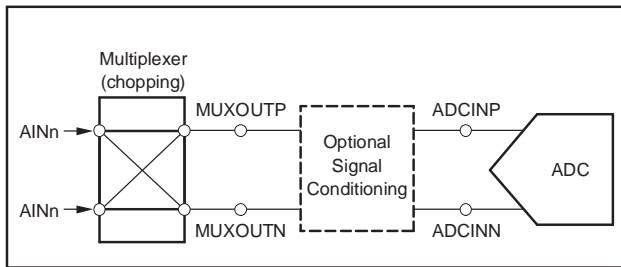 Multiplexer
(chopping)
MUXOUTP
ADCINP
AINn
Optional
Signal
Conditioning
ADC
AINn
MUXOUTN
ADCINN